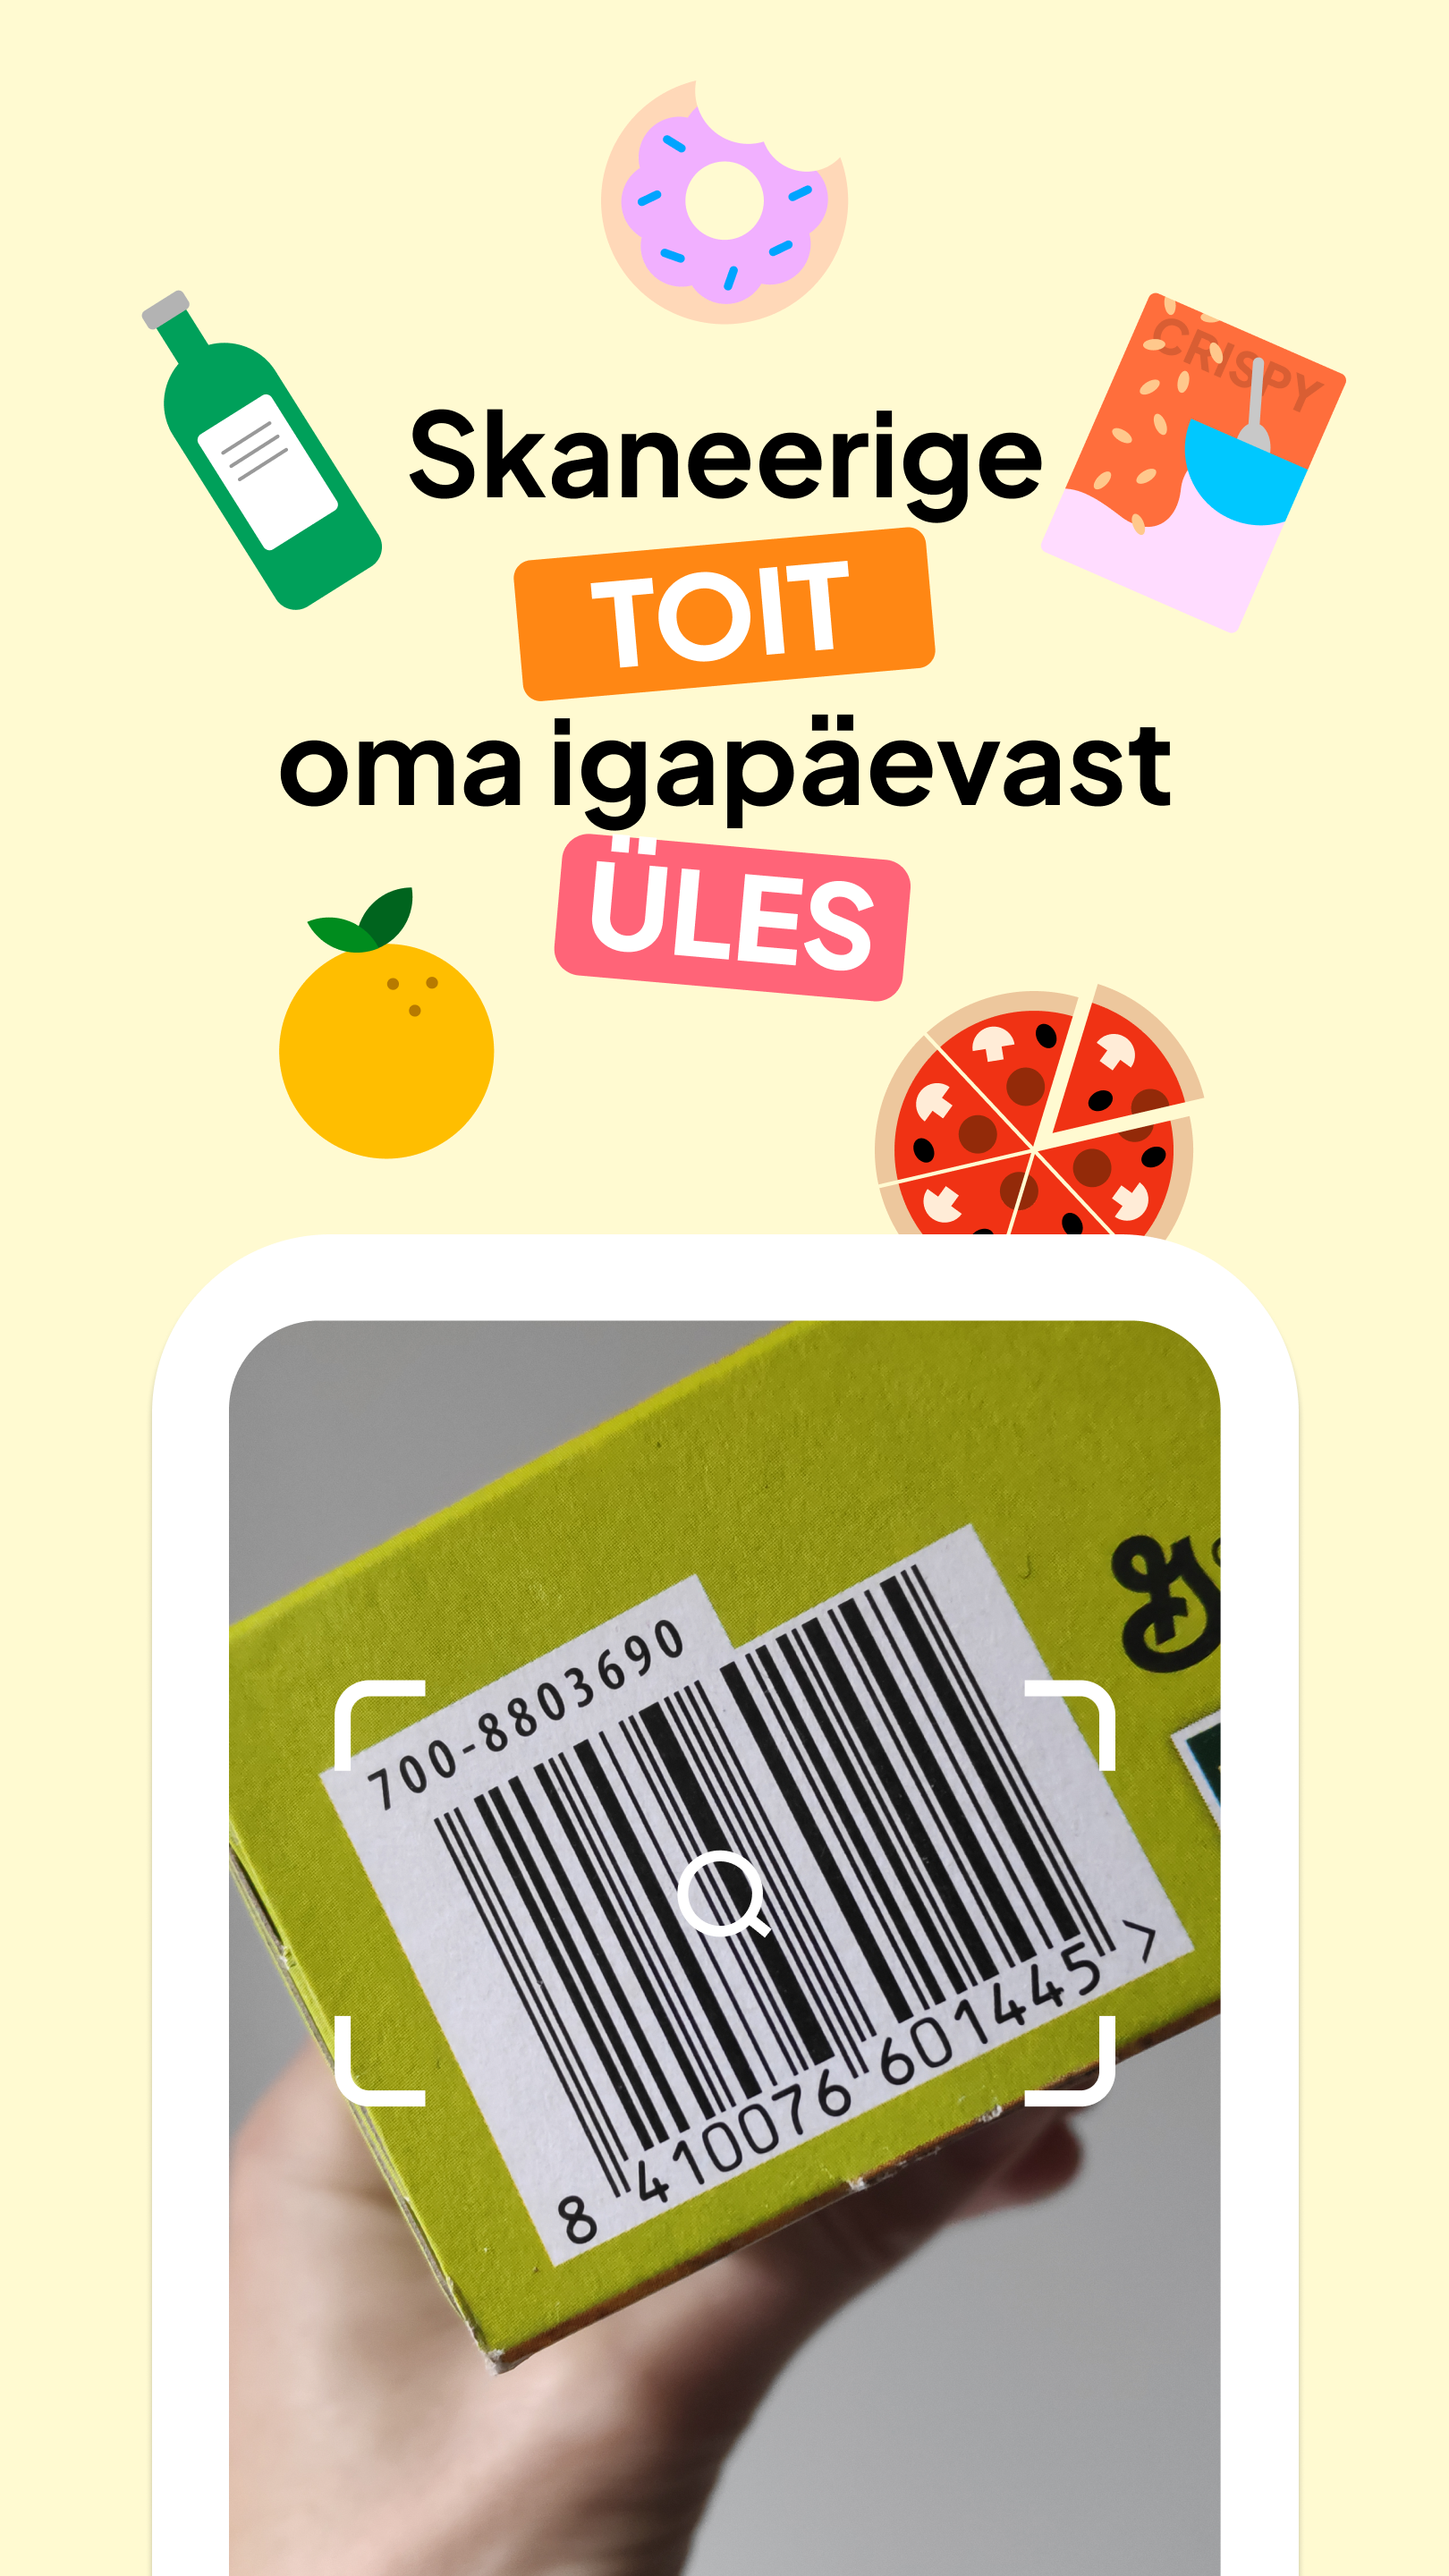 CRISPY
Skaneerige
TOIT
oma igapäevast
ÜLES
700-8803690
8 410076 601445 >